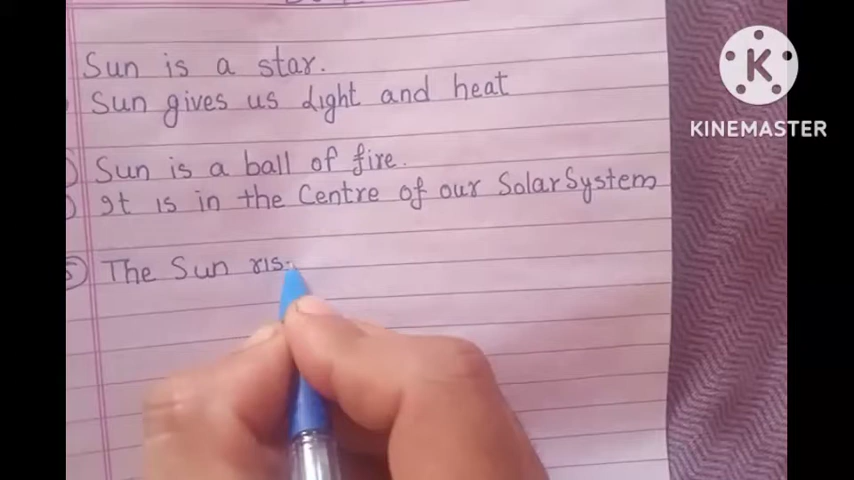 Sun is a star.
Sun gives us light and heat
Sun is a ball of fire.
It is in the Centre of our Solar System
5 The Sun ris
K
KINEMASTER